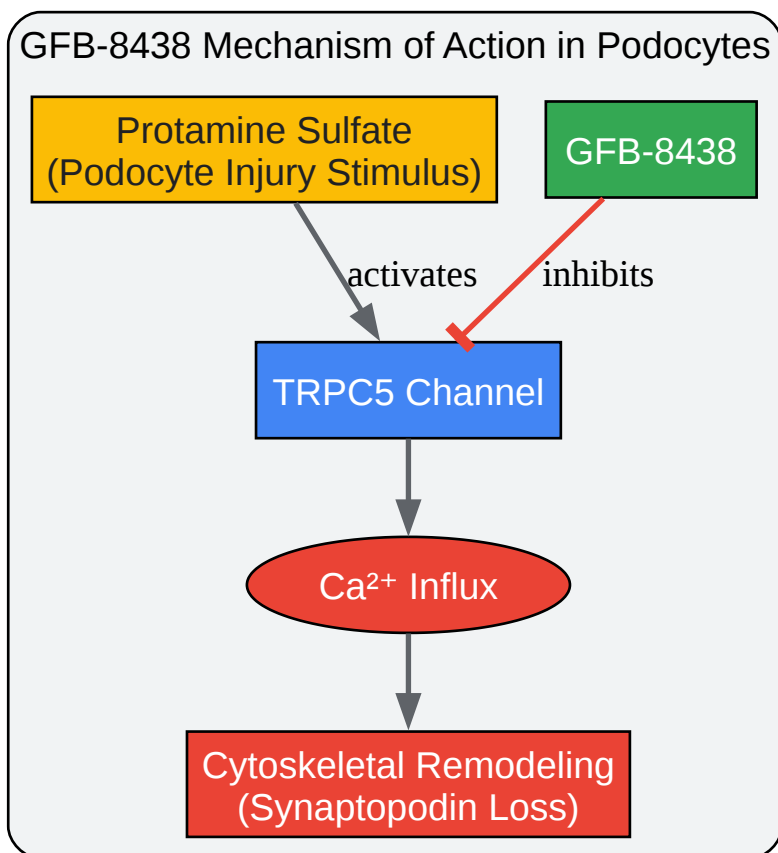 GFB-8438 Mechanism of Action in Podocytes
Protamine Sulfate
(Podocyte Injury Stimulus)
GFB-8438
activates
inhibits
TRPC5 Channel
Ca²⁺ Influx
Cytoskeletal Remodeling
(Synaptopodin Loss)